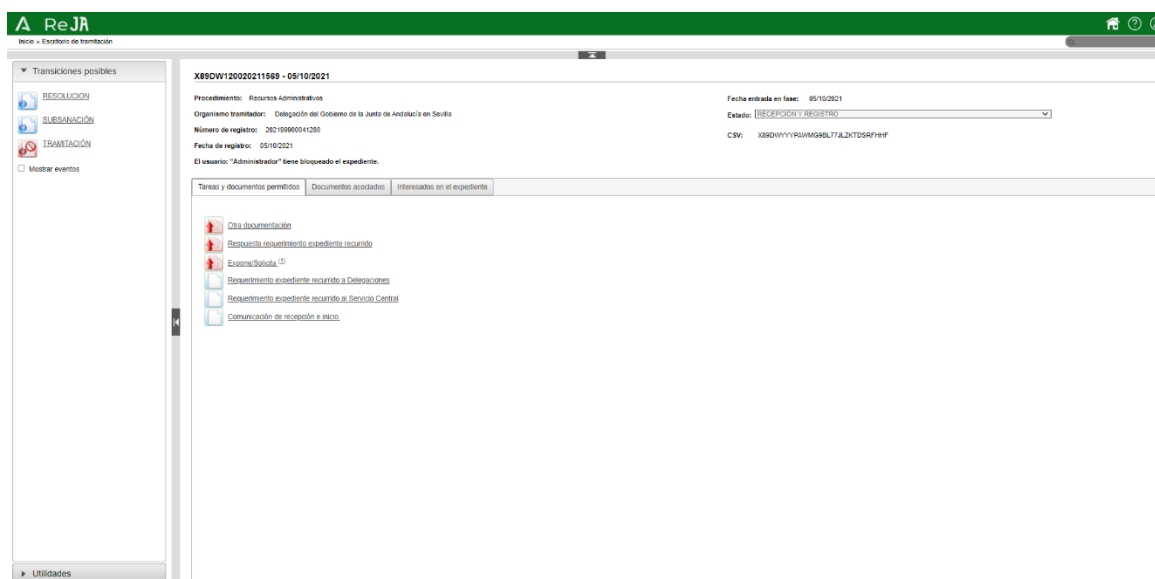 ReJA
Inicio » Escritorio de tramitación
Transiciones posibles
RESOLUCION
SUBSANACIÓN
TRAMITACIÓN
Mostrar eventos
Utilidades
X89DW120020211569 - 05/10/2021
Procedimiento: Recursos Administrativos
Organismo tramitador: Delegación del Gobierno de la Junta de Andalucía en Sevilla
Número de registro: 202199900041280
Fecha de registro: 05/10/2021
El usuario: "Administrador" tiene bloqueado el expediente.
Fecha entrada en fase: 05/10/2021
Estado: RECEPCIÓN Y REGISTRO
CSV:
Tareas y documentos permitidos Documentos asociados Interesados en el expediente
Otra documentación
Respuesta requerimiento expediente recurrido
Expone/Solicita
Requerimiento expediente recurrido a Delegaciones
Requerimiento expediente recurrido al Servicio Central
Comunicación de recepción e inicio.